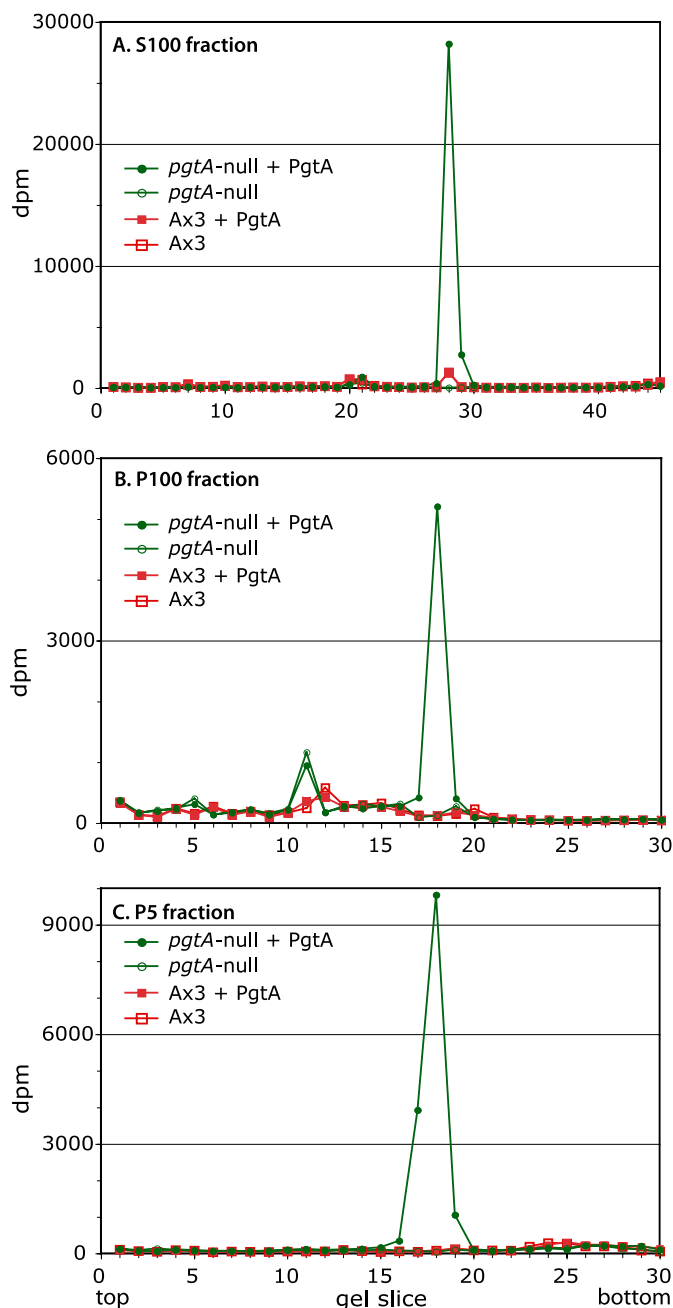 A. S100 fraction
30000
20000
10000
0
dpm
pgtA-null + PgtA
pgtA-null
Ax3 + PgtA
Ax3
0 10 20 30 40
B. P100 fraction
6000
3000
0
dpm
pgtA-null + PgtA
pgtA-null
Ax3 + PgtA
Ax3
0 5 10 15 20 25 30
C. P5 fraction
9000
6000
3000
0
dpm
pgtA-null + PgtA
pgtA-null
Ax3 + PgtA
Ax3
0 5 10 15 20 25 30
top gel slice bottom